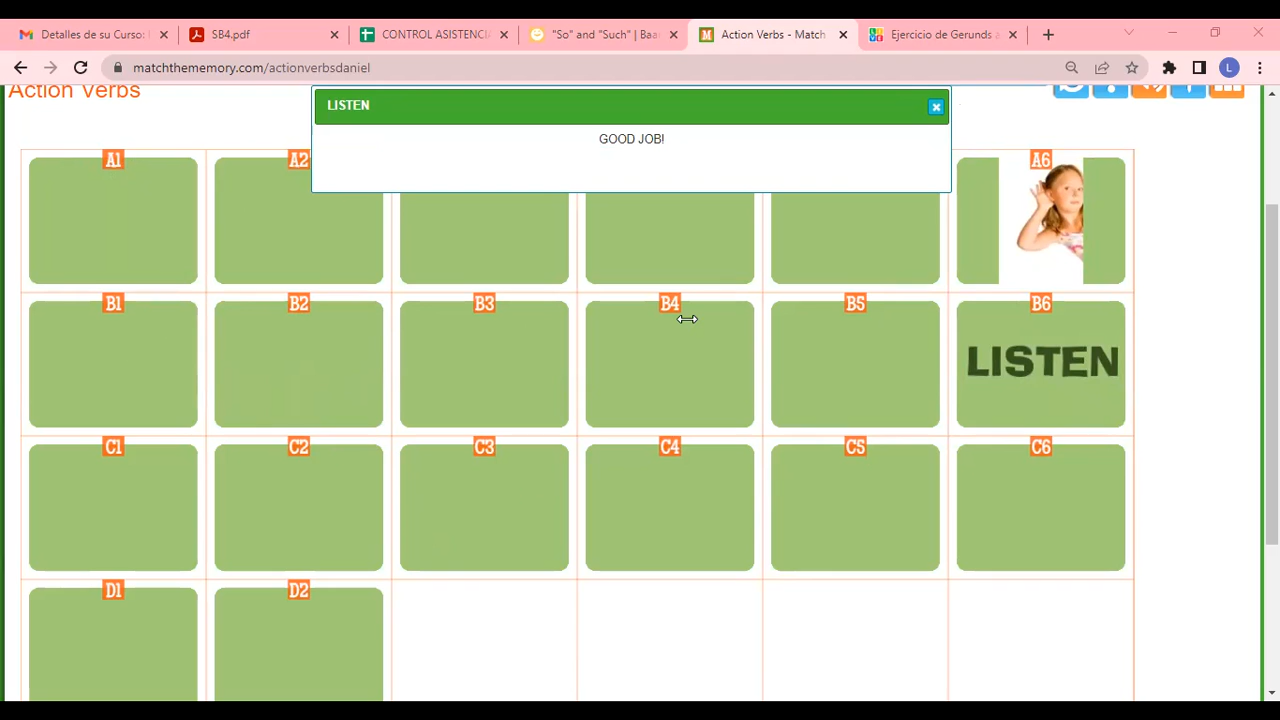 Detalles de su Curso:
SB4.pdf
CONTROL ASISTENCIA
"So" and "Such" | Baa
Action Verbs - Match
Ejercicio de Gerunds a
matchthememory.com/actionverbsdaniel
L
Action Verbs
LISTEN
GOOD JOB!
A1
A2
A6
B1
B2
B3
B4
B5
B6
LISTEN
C1
C2
C3
C4
C5
C6
D1
D2